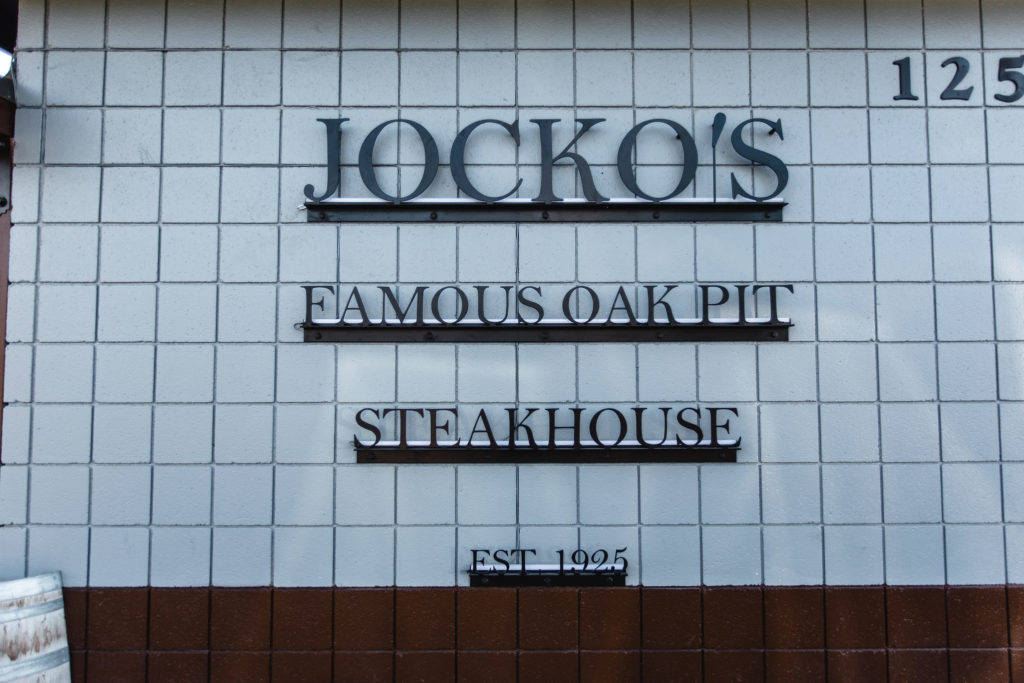 125
JOCKO'S
FAMOUS OAK PIT
STEAKHOUSE
EST. 1925